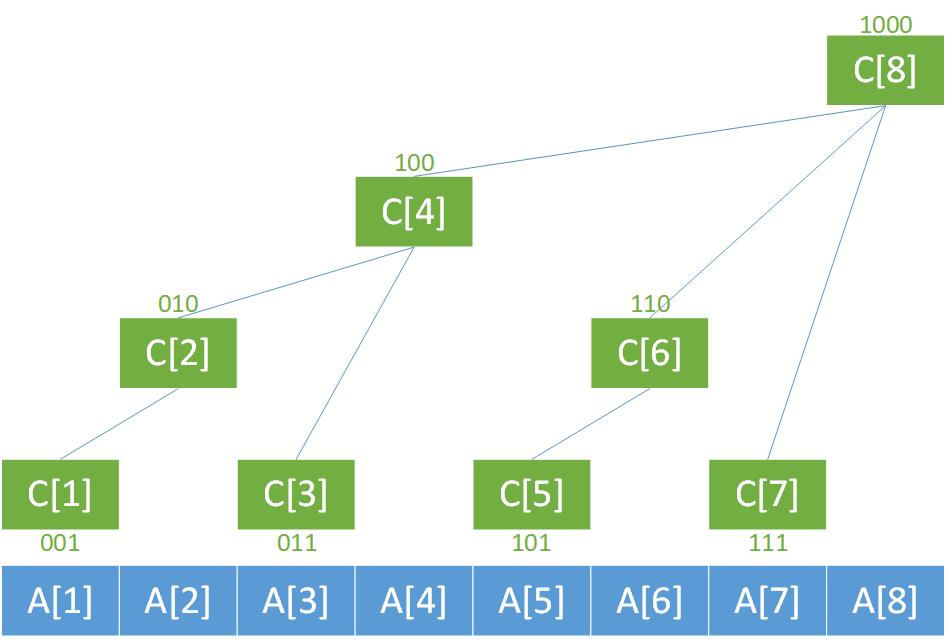 1000
C[8]
100
C[4]
010 110
C[2] C[6]
C[1] C[3] C[5] C[7]
001 011 101 111
A[1] A[2] A[3] A[4] A[5] A[6] A[7] A[8]